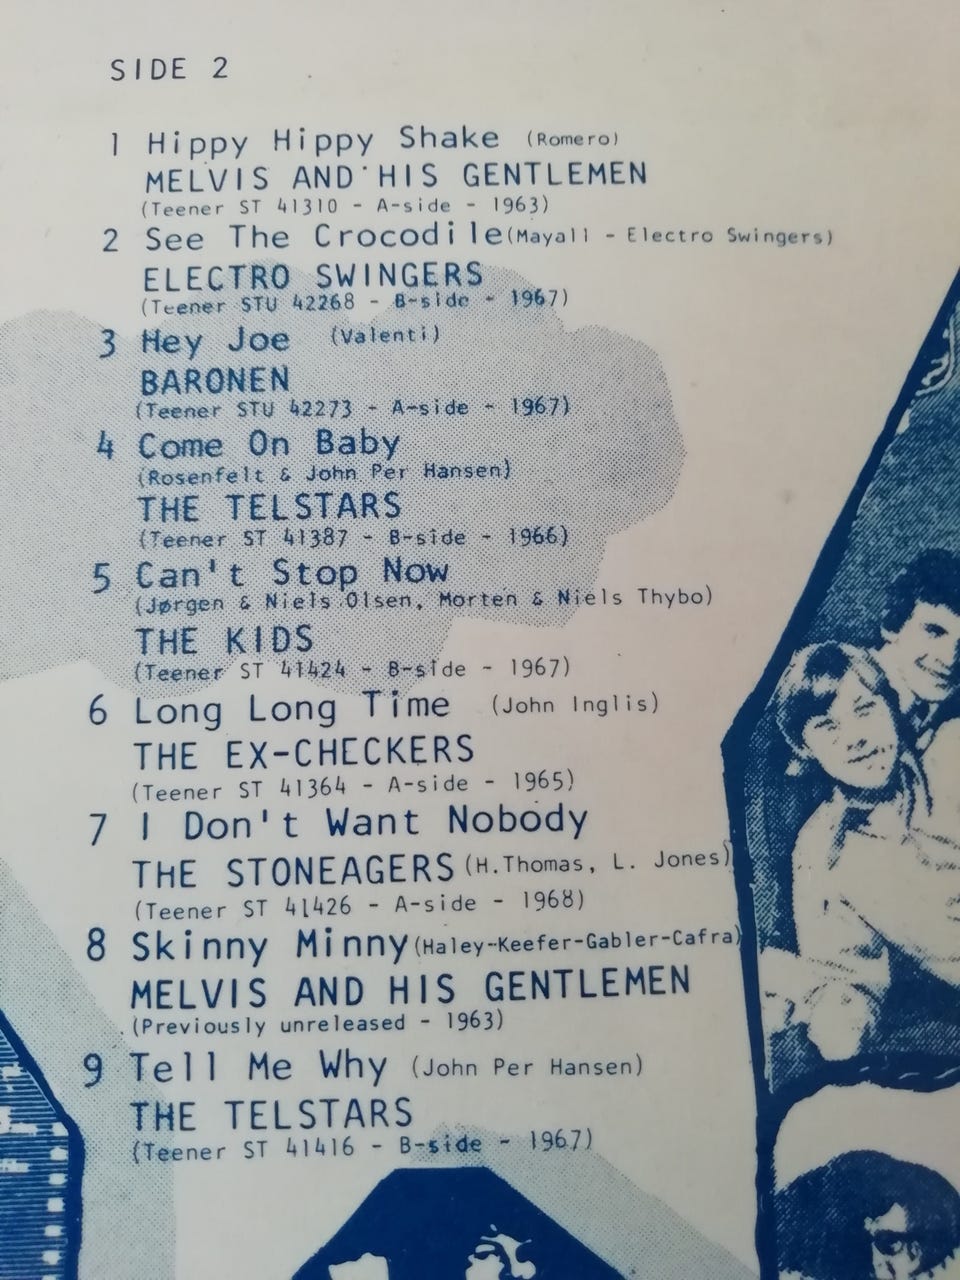 SIDE 2
1 Hippy Hippy Shake (Romero)
MELVIS AND HIS GENTLEMEN
(Teener ST 41310 - A-side - 1963)
2 See The Crocodile (Mayall - Electro Swingers)
ELECTRO SWINGERS
(Teener STU 42268 - B-side - 1967)
3 Hey Joe (Valenti)
BARONEN
(Teener STU 42273 - A-side - 1967)
4 Come On Baby
(Rosenfelt & John Per Hansen)
THE TELSTARS
(Teener ST 41387 - B-side - 1966)
5 Can't Stop Now
(Jørgen & Niels Olsen, Morten & Niels Thybo)
THE KIDS
(Teener ST 41424 - B-side - 1967)
6 Long Long Time (John Inglis)
THE EX-CHECKERS
(Teener ST 41364 - A-side - 1965)
7 I Don't Want Nobody
THE STONEAGERS (H.Thomas, L. Jones)
(Teener ST 41426 - A-side - 1968)
8 Skinny Minny (Haley-Keefer-Gabler-Cafra)
MELVIS AND HIS GENTLEMEN
(Previously unreleased - 1963)
9 Tell Me Why (John Per Hansen)
THE TELSTARS
(Teener ST 41416 - B-side - 1967)